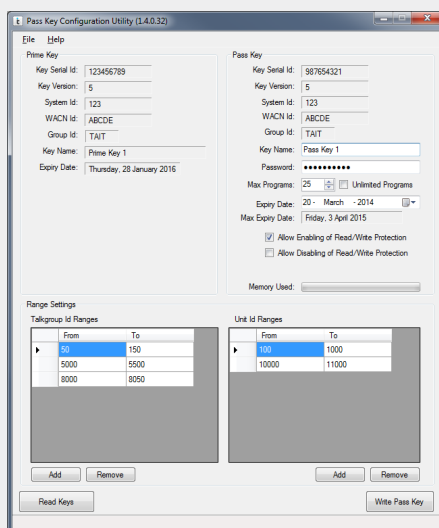 Pass Key Configuration Utility (1.4.0.32)
File Help
Prime Key
Key Serial Id: 123456789
Key Version: 5
System Id: 123
WACN Id: ABCDE
Group Id: TAIT
Key Name: Prime Key 1
Expiry Date: Thursday, 28 January 2016
Pass Key
Key Serial Id: 987654321
Key Version: 5
System Id: 123
WACN Id: ABCDE
Group Id: TAIT
Key Name: Pass Key 1
Password: ●●●●●●●●●●
Max Programs: 25 Unlimited Programs
Expiry Date: 20 - March - 2014
Max Expiry Date: Friday, 3 April 2015
Allow Enabling of Read/Write Protection
Allow Disabling of Read/Write Protection
Memory Used:
Range Settings
Talkgroup Id Ranges
From To
50 150
5000 5500
8000 8050
Add Remove
Unit Id Ranges
From To
100 1000
10000 11000
Add Remove
Read Keys
Write Pass Key